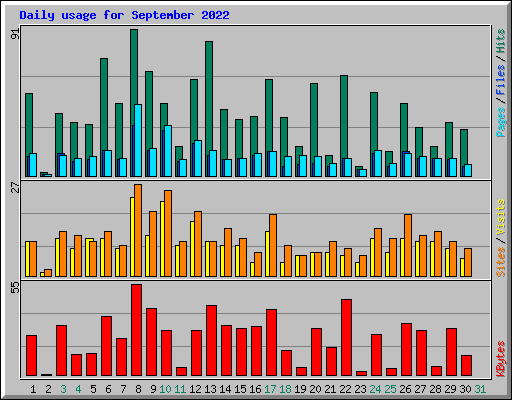 Daily usage for September 2022
91
Pages / Files / Hits
27
Sites / Visits
55
KBytes
1 2 3 4 5 6 7 8 9 10 11 12 13 14 15 16 17 18 19 20 21 22 23 24 25 26 27 28 29 30 31